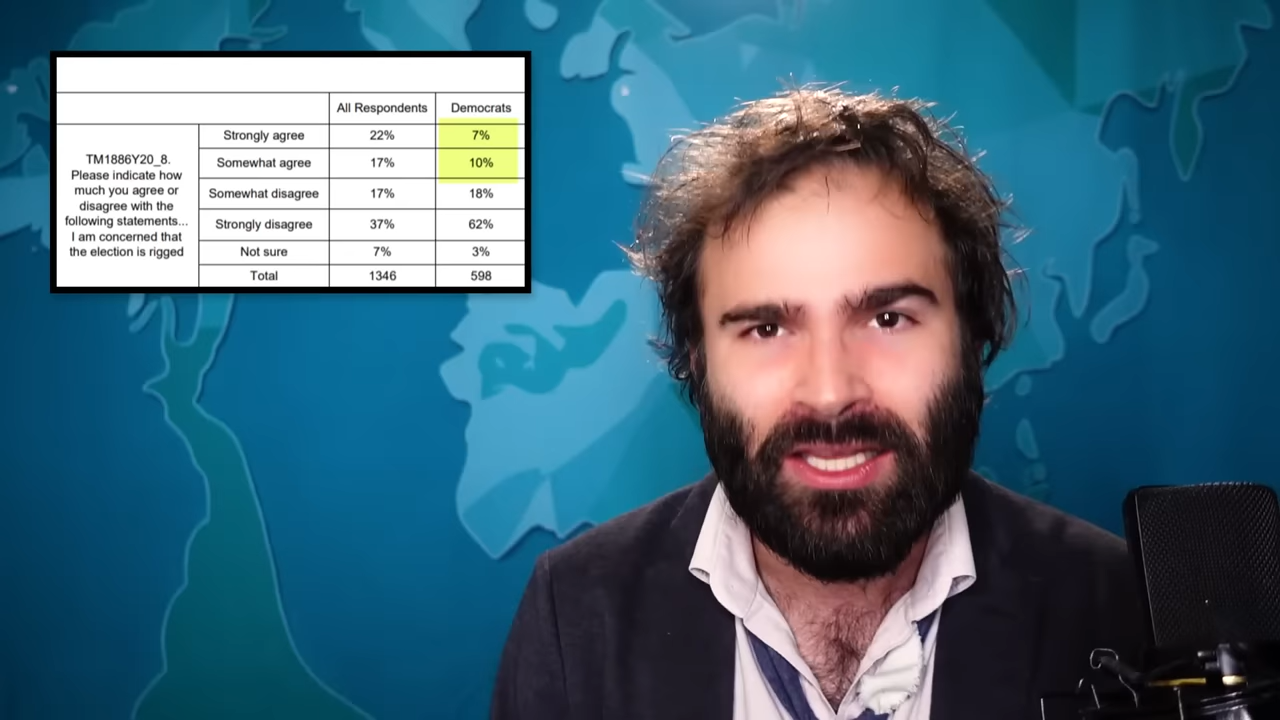 All Respondents Democrats
Strongly agree 22% 7%
Somewhat agree 17% 10%
Somewhat disagree 17% 18%
Strongly disagree 37% 62%
Not sure 7% 3%
Total 1346 598
TM1886Y20_8.
Please indicate how
much you agree or
disagree with the
following statements...
I am concerned that
the election is rigged